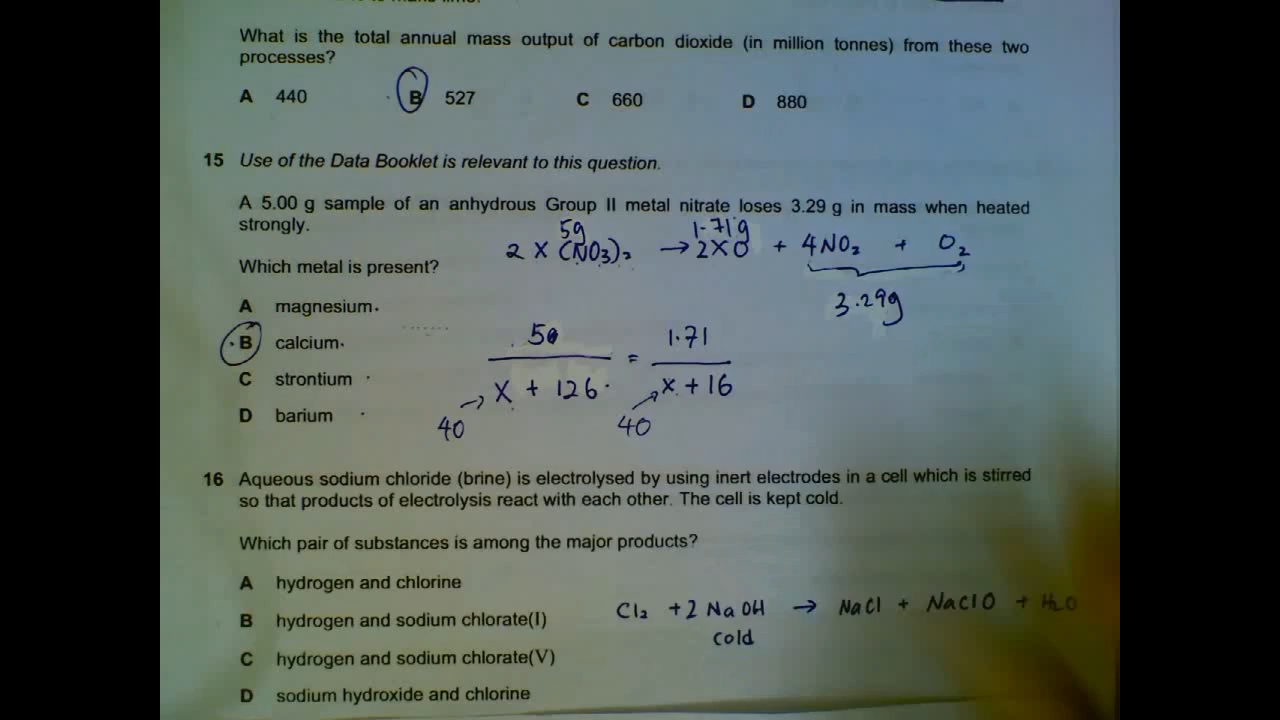 What is the total annual mass output of carbon dioxide (in million tonnes) from these two
processes?
A 440 B 527 C 660 D 880
15 Use of the Data Booklet is relevant to this question.
A 5.00 g sample of an anhydrous Group II metal nitrate loses 3.29 g in mass when heated
strongly.
5g 1.71g
2 X (NO3)2 → 2XO + 4NO2 + O2
3.29g
Which metal is present?
A magnesium
B calcium
C strontium
D barium
5 / X + 126 = 1.71 / x + 16
40 → 40 →
16 Aqueous sodium chloride (brine) is electrolysed by using inert electrodes in a cell which is stirred
so that products of electrolysis react with each other. The cell is kept cold.
Which pair of substances is among the major products?
A hydrogen and chlorine
B hydrogen and sodium chlorate(I)
C hydrogen and sodium chlorate(V)
D sodium hydroxide and chlorine
Cl2 + 2 NaOH → NaCl + NaClO + H2O
cold